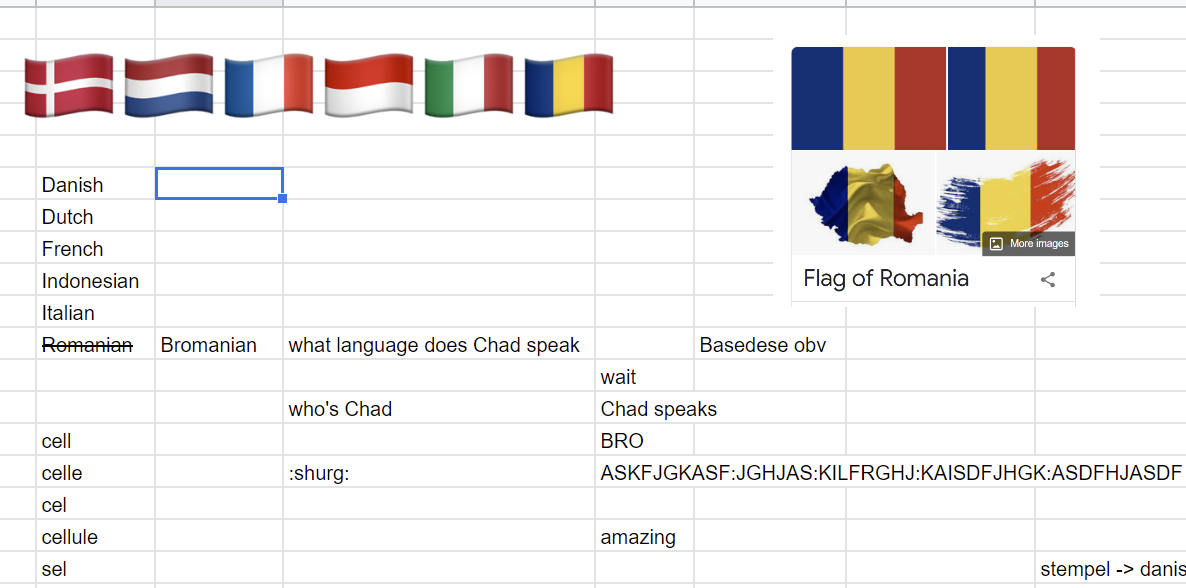 Danish
Dutch
French
Indonesian
Italian
Romanian Bromanian what language does Chad speak Basedese obv
wait
who's Chad Chad speaks
cell BRO
celle :shurg: ASKFJGKASF:JGHJAS:KILFRGHJ:KAISDFJHGK:ASDFHJASDF
cel
cellule amazing
sel stempel -> danis
More images
Flag of Romania